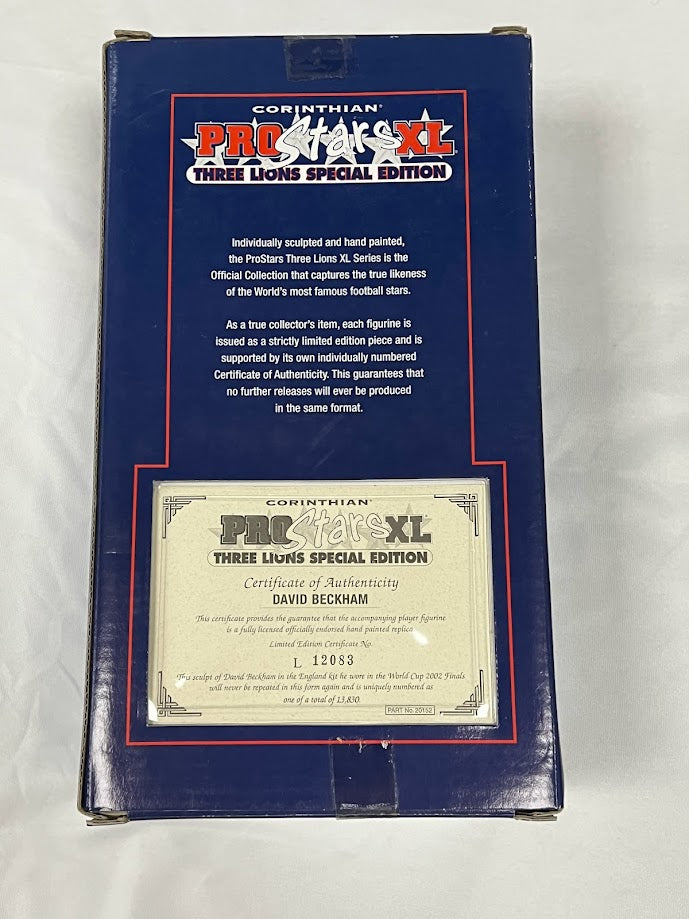 CORINTHIAN®
PROStarsXL
THREE LIONS SPECIAL EDITION
Individually sculpted and hand painted,
the ProStars Three Lions XL Series is the
Official Collection that captures the true likeness
of the World's most famous football stars.
As a true collector's item, each figurine is
issued as a strictly limited edition piece and is
supported by its own individually numbered
Certificate of Authenticity. This guarantees that
no further releases will ever be produced
in the same format.
CORINTHIAN®
PROStarsXL
THREE LIONS SPECIAL EDITION
Certificate of Authenticity
DAVID BECKHAM
This certificate provides the guarantee that the accompanying player figurine
is a fully licensed officially endorsed hand painted replica.
Limited Edition Certificate No.
L 12083
This sculpt of David Beckham in the England kit he wore in the World Cup 2002 Finals
will never be repeated in this form again and is uniquely numbered as
one of a total of 13,830.
PART No. 20152